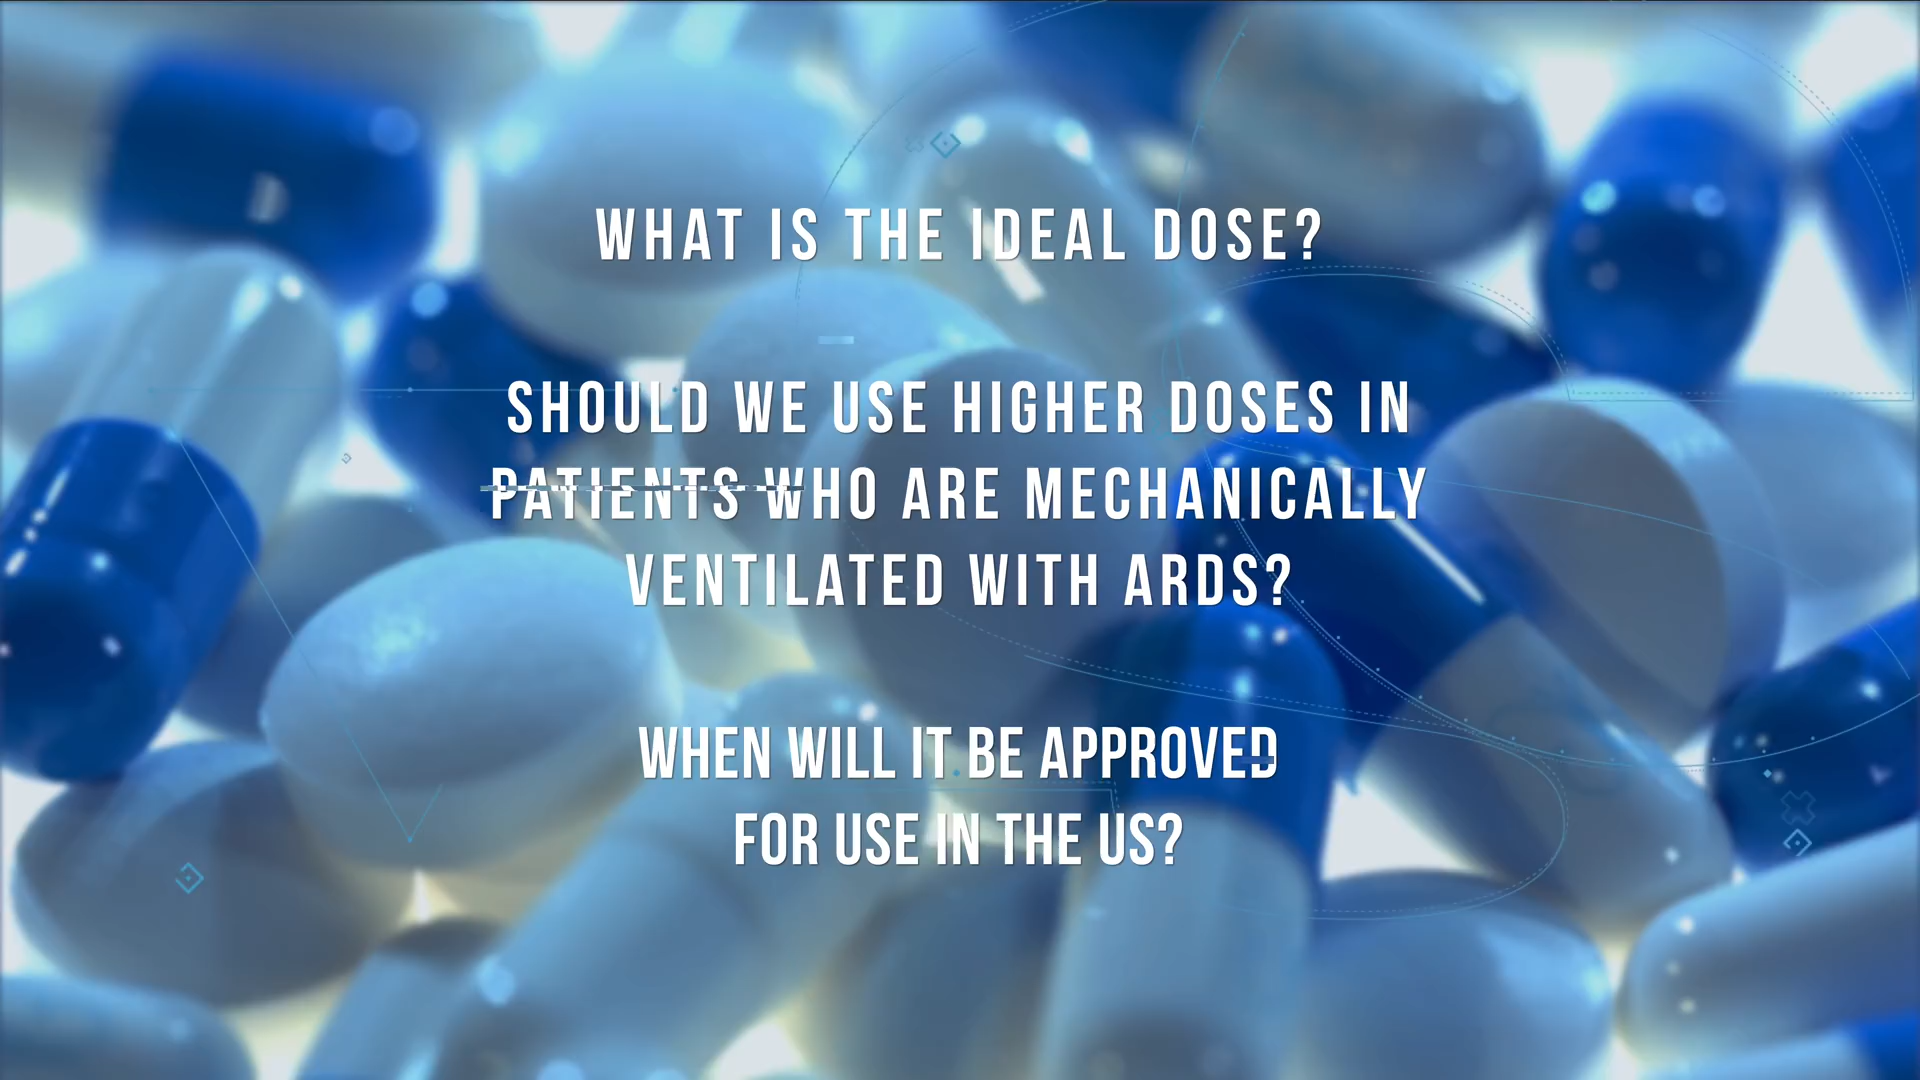 WHAT IS THE IDEAL DOSE?
SHOULD WE USE HIGHER DOSES IN
PATIENTS WHO ARE MECHANICALLY
VENTILATED WITH ARDS?
WHEN WILL IT BE APPROVED
FOR USE IN THE US?